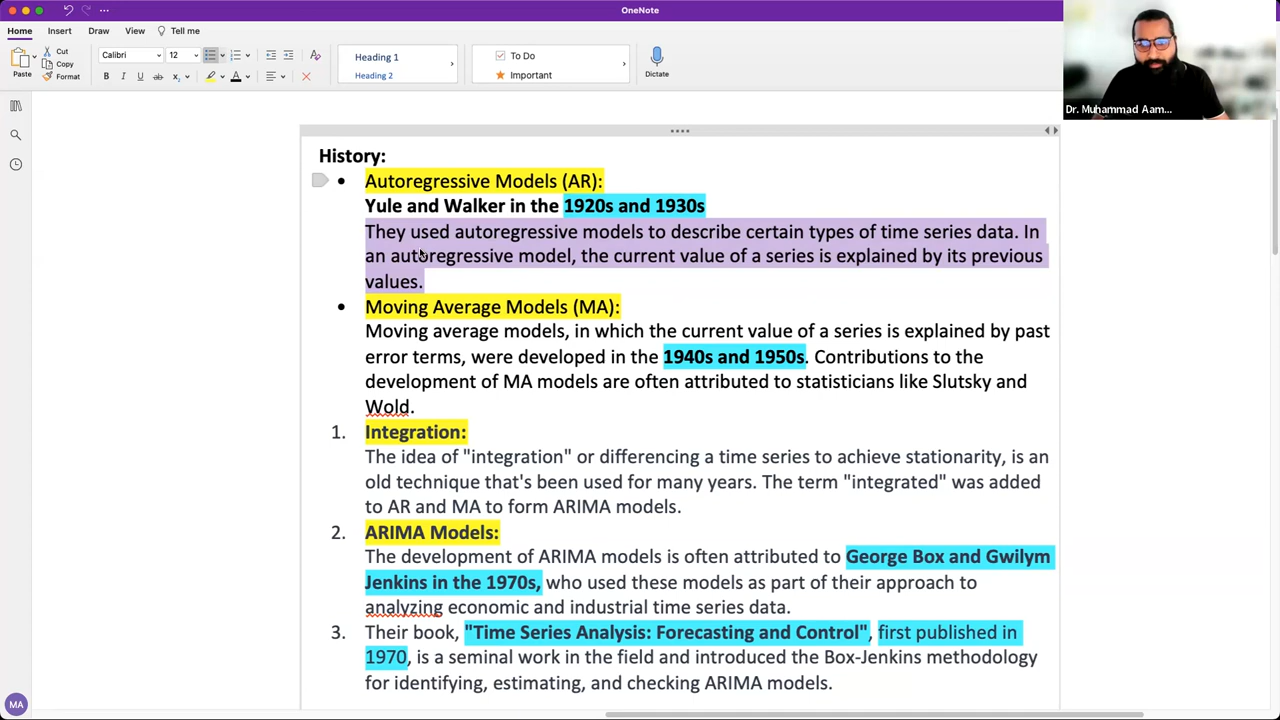 OneNote
Home Insert Draw View Tell me
Paste
Cut
Copy
Format
Calibri 12
B I U ab x A
Heading 1
Heading 2
To Do
Important
Dictate
Dr. Muhammad Aam...
History:
• Autoregressive Models (AR):
Yule and Walker in the 1920s and 1930s
They used autoregressive models to describe certain types of time series data. In
an autoregressive model, the current value of a series is explained by its previous
values.
• Moving Average Models (MA):
Moving average models, in which the current value of a series is explained by past
error terms, were developed in the 1940s and 1950s. Contributions to the
development of MA models are often attributed to statisticians like Slutsky and
Wold.
1. Integration:
The idea of "integration" or differencing a time series to achieve stationarity, is an
old technique that's been used for many years. The term "integrated" was added
to AR and MA to form ARIMA models.
2. ARIMA Models:
The development of ARIMA models is often attributed to George Box and Gwilym
Jenkins in the 1970s, who used these models as part of their approach to
analyzing economic and industrial time series data.
3. Their book, "Time Series Analysis: Forecasting and Control", first published in
1970, is a seminal work in the field and introduced the Box-Jenkins methodology
for identifying, estimating, and checking ARIMA models.
MA